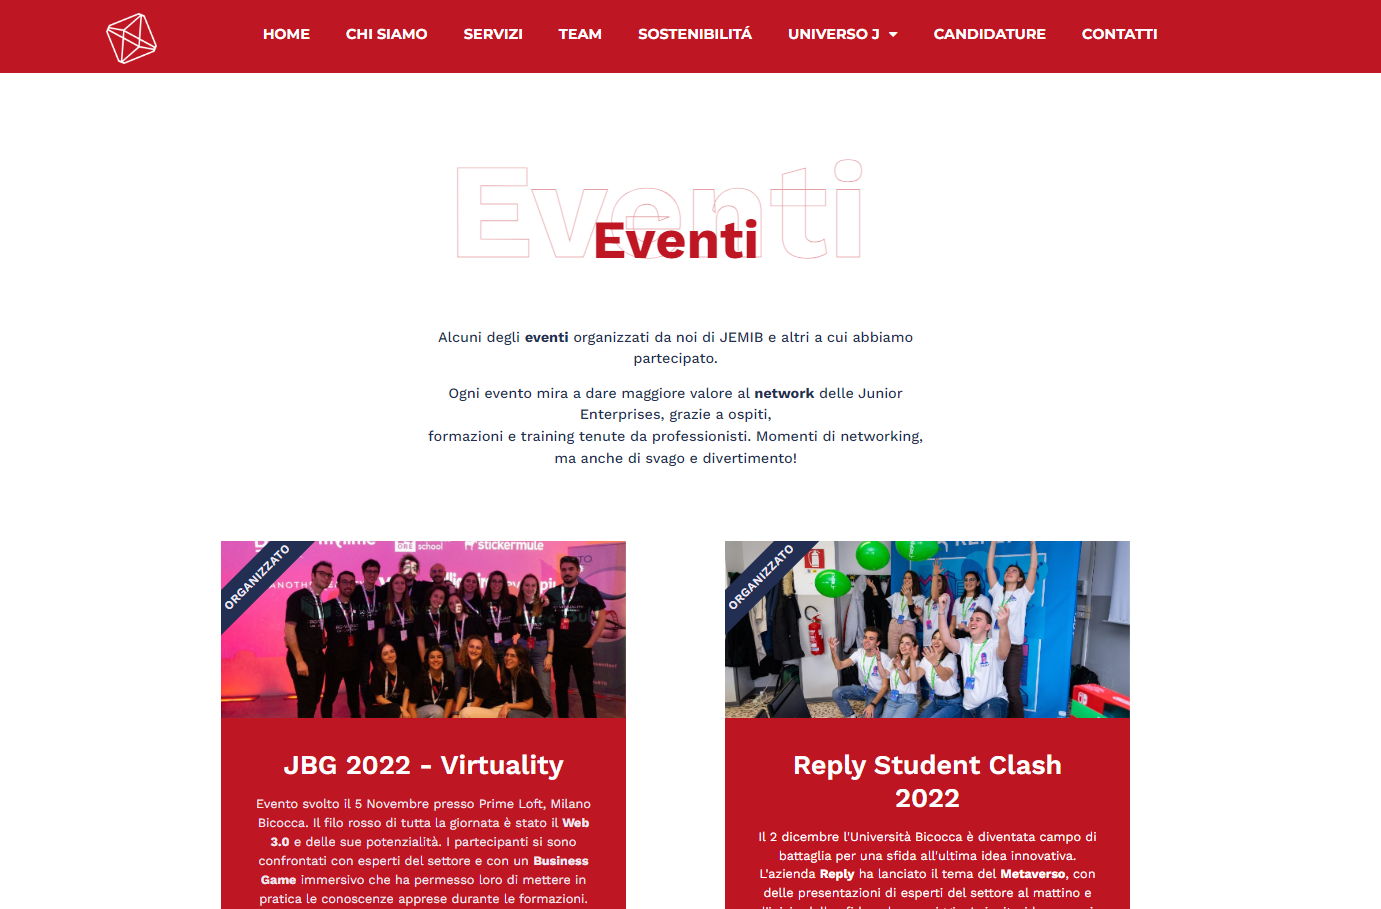 HOME CHI SIAMO SERVIZI TEAM SOSTENIBILITÁ UNIVERSO J CANDIDATURE CONTATTI
Eventi
Eventi
Alcuni degli eventi organizzati da noi di JEMIB e altri a cui abbiamo
partecipato.
Ogni evento mira a dare maggiore valore al network delle Junior
Enterprises, grazie a ospiti,
formazioni e training tenute da professionisti. Momenti di networking,
ma anche di svago e divertimento!
ORGANIZZATO
school
stickermule
JBG 2022 - Virtuality
Evento svolto il 5 Novembre presso Prime Loft, Milano
Bicocca. Il filo rosso di tutta la giornata è stato il Web
3.0 e delle sue potenzialità. I partecipanti si sono
confrontati con esperti del settore e con un Business
Game immersivo che ha permesso loro di mettere in
pratica le conoscenze apprese durante le formazioni.
ORGANIZZATO
Reply Student Clash
2022
Il 2 dicembre l'Università Bicocca è diventata campo di
battaglia per una sfida all'ultima idea innovativa.
L'azienda Reply ha lanciato il tema del Metaverso, con
delle presentazioni di esperti del settore al mattino e